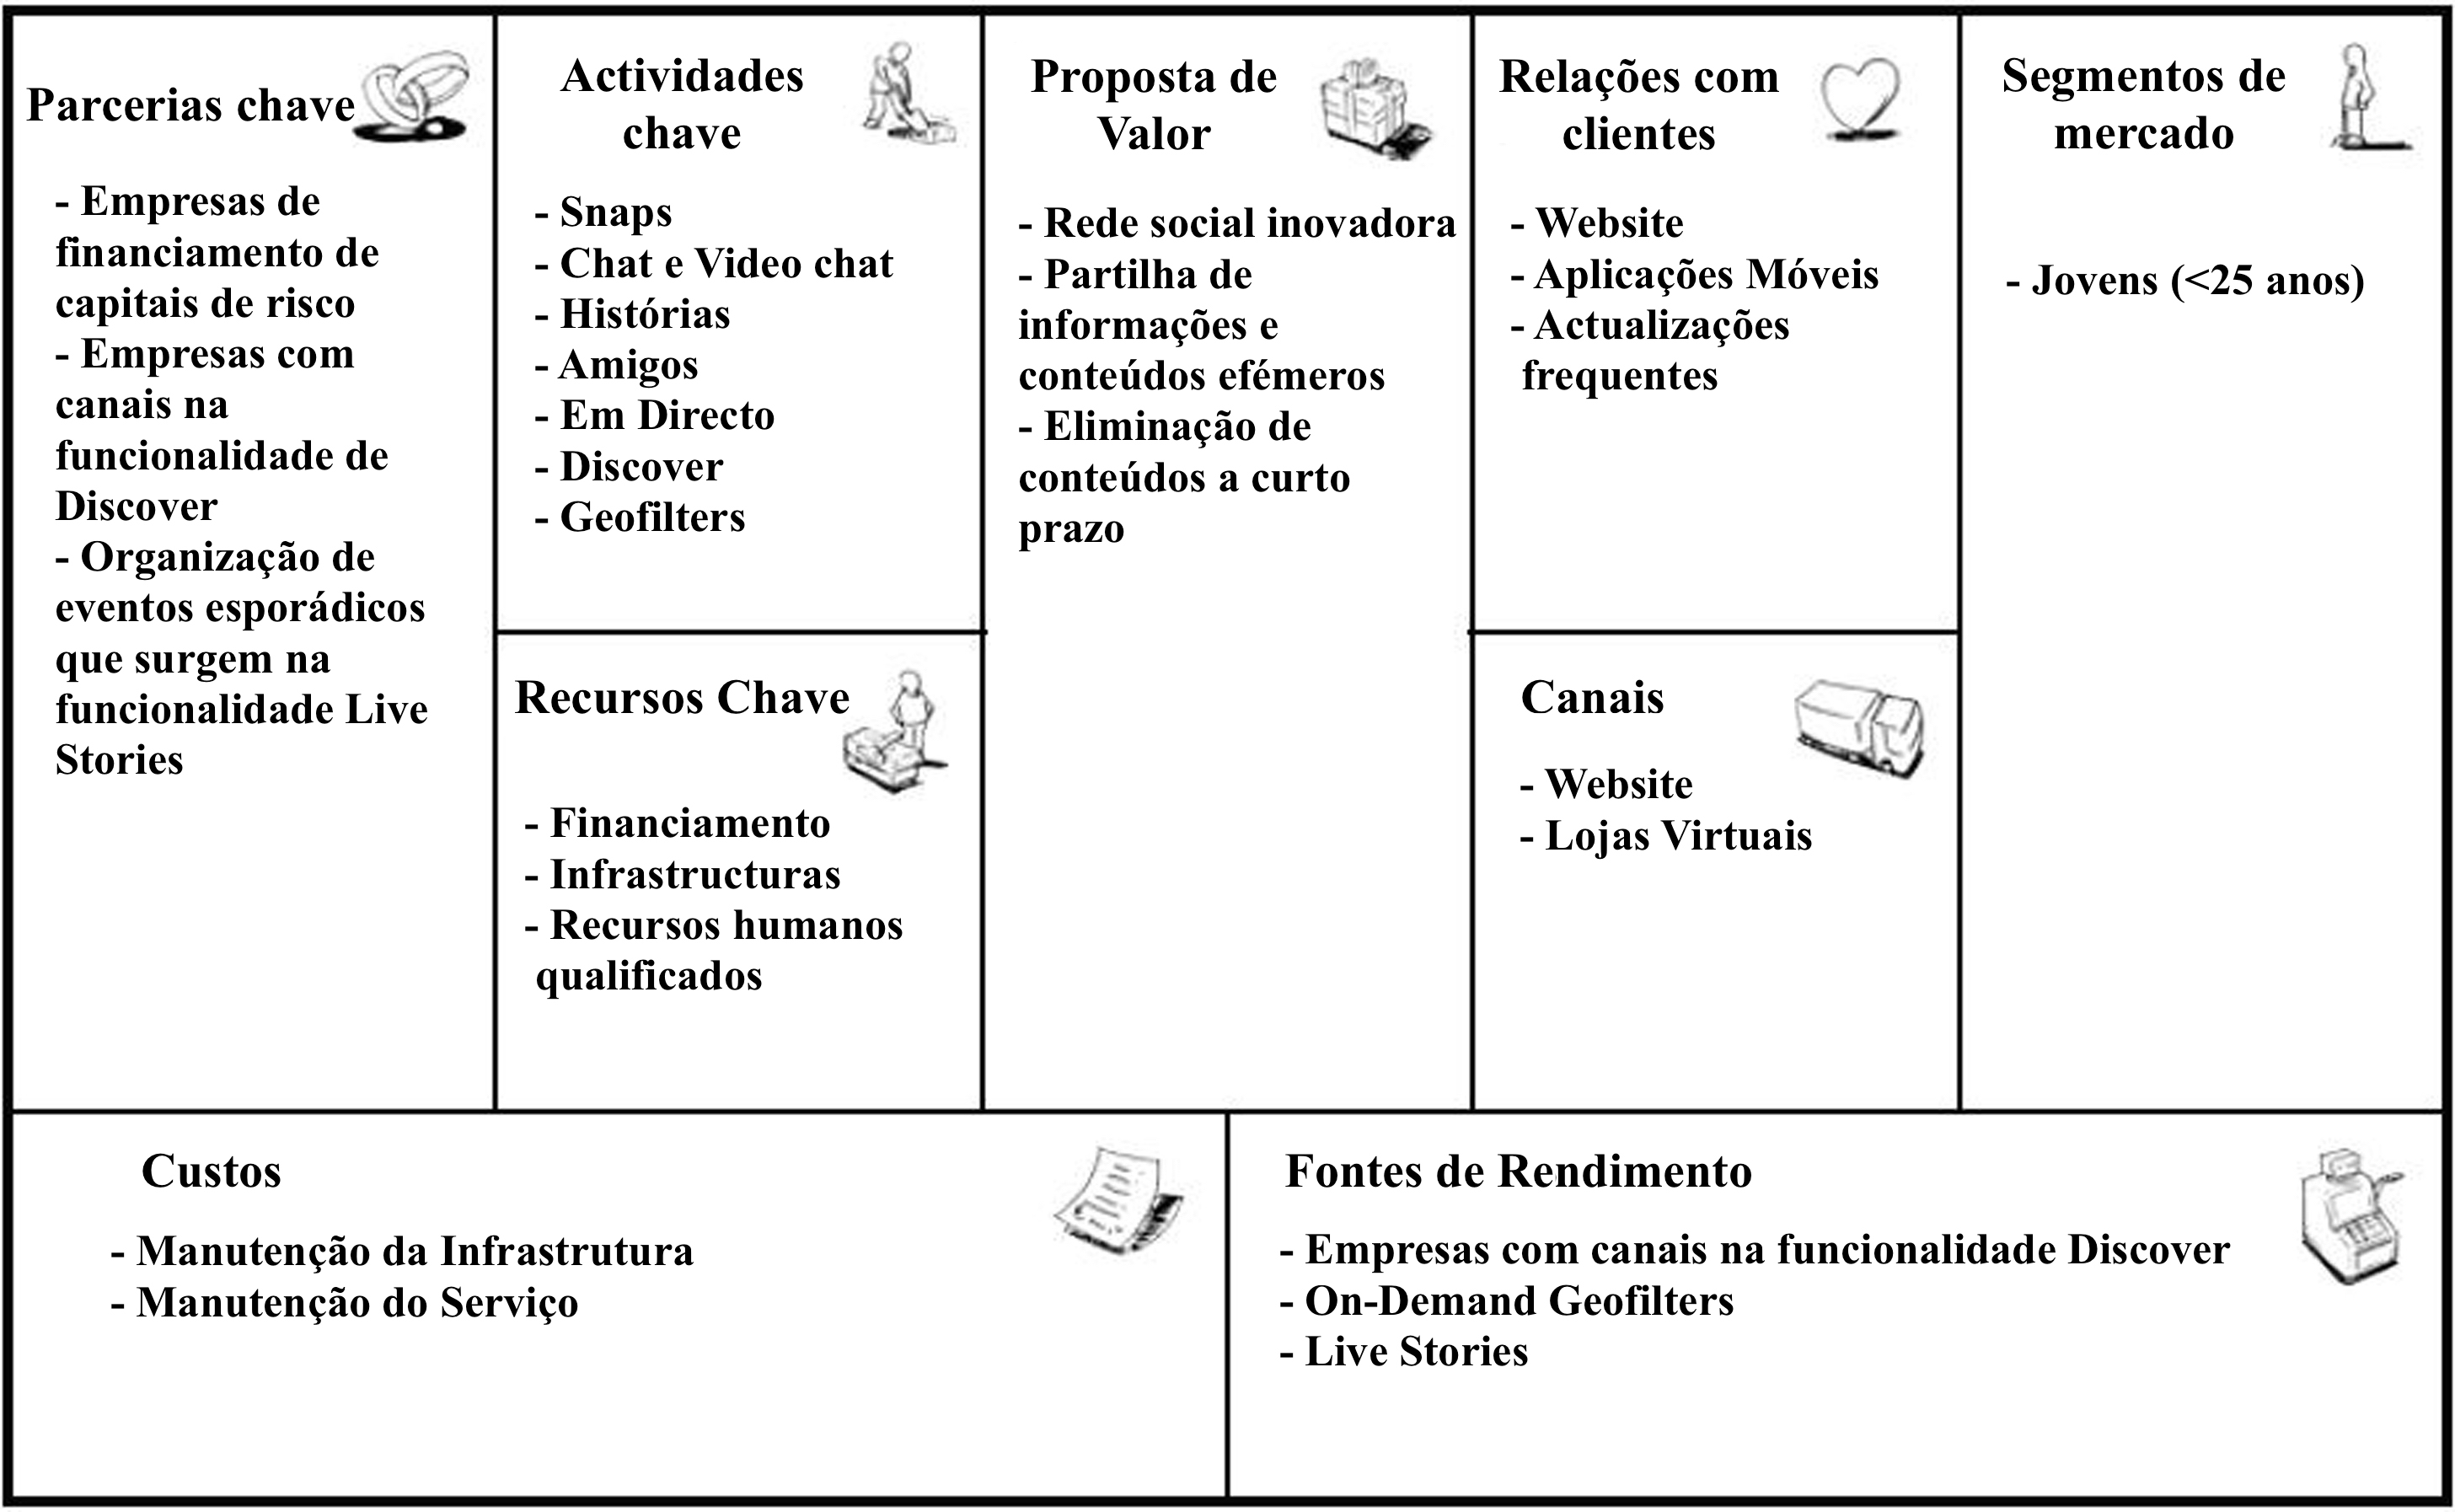 Parcerias chave
- Empresas de
financiamento de
capitais de risco
- Empresas com
canais na
funcionalidade de
Discover
- Organização de
eventos esporádicos
que surgem na
funcionalidade Live
Stories
Actividades
chave
- Snaps
- Chat e Video chat
- Histórias
- Amigos
- Em Directo
- Discover
- Geofilters
Recursos Chave
- Financiamento
- Infrastructuras
- Recursos humanos
qualificados
Proposta de
Valor
- Rede social inovadora
- Partilha de
informações e
conteúdos efémeros
- Eliminação de
conteúdos a curto
prazo
Relações com
clientes
- Website
- Aplicações Móveis
- Actualizações
frequentes
Canais
- Website
- Lojas Virtuais
Segmentos de
mercado
- Jovens (<25 anos)
Custos
- Manutenção da Infrastrutura
- Manutenção do Serviço
Fontes de Rendimento
- Empresas com canais na funcionalidade Discover
- On-Demand Geofilters
- Live Stories